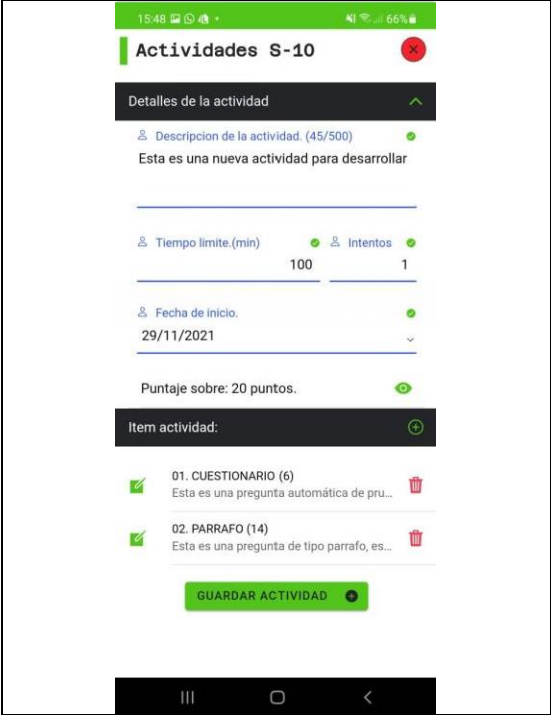 15:48 66%
Actividades S-10
Detalles de la actividad
Descripcion de la actividad. (45/500)
Esta es una nueva actividad para desarrollar
Tiempo limite.(min) Intentos
100 1
Fecha de inicio.
29/11/2021
Puntaje sobre: 20 puntos.
Item actividad:
01. CUESTIONARIO (6)
Esta es una pregunta automática de pru...
02. PARRAFO (14)
Esta es una pregunta de tipo parrafo, es...
GUARDAR ACTIVIDAD